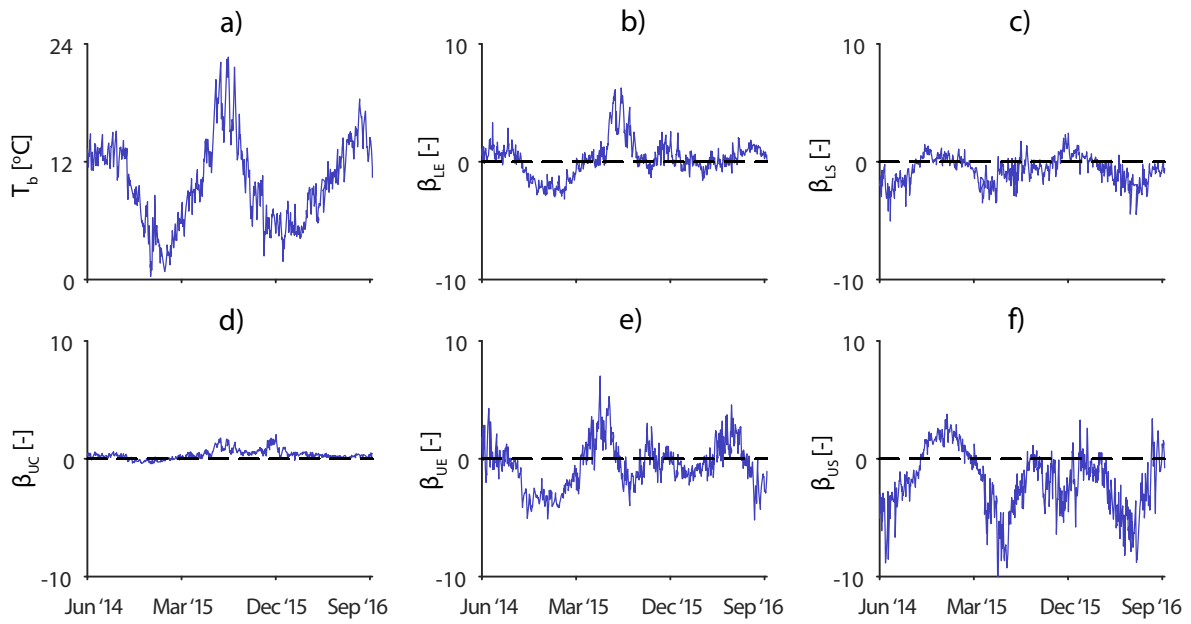 a)
24
12
0
T_b [ºC]
b)
10
0
-10
β_LE [-]
c)
10
0
-10
β_LS [-]
d)
10
0
-10
β_UC [-]
Jun ‘14 Mar ‘15 Dec ‘15 Sep ‘16
e)
10
0
-10
β_UE [-]
Jun ‘14 Mar ‘15 Dec ‘15 Sep ‘16
f)
10
0
-10
β_US [-]
Jun ‘14 Mar ‘15 Dec ‘15 Sep ‘16